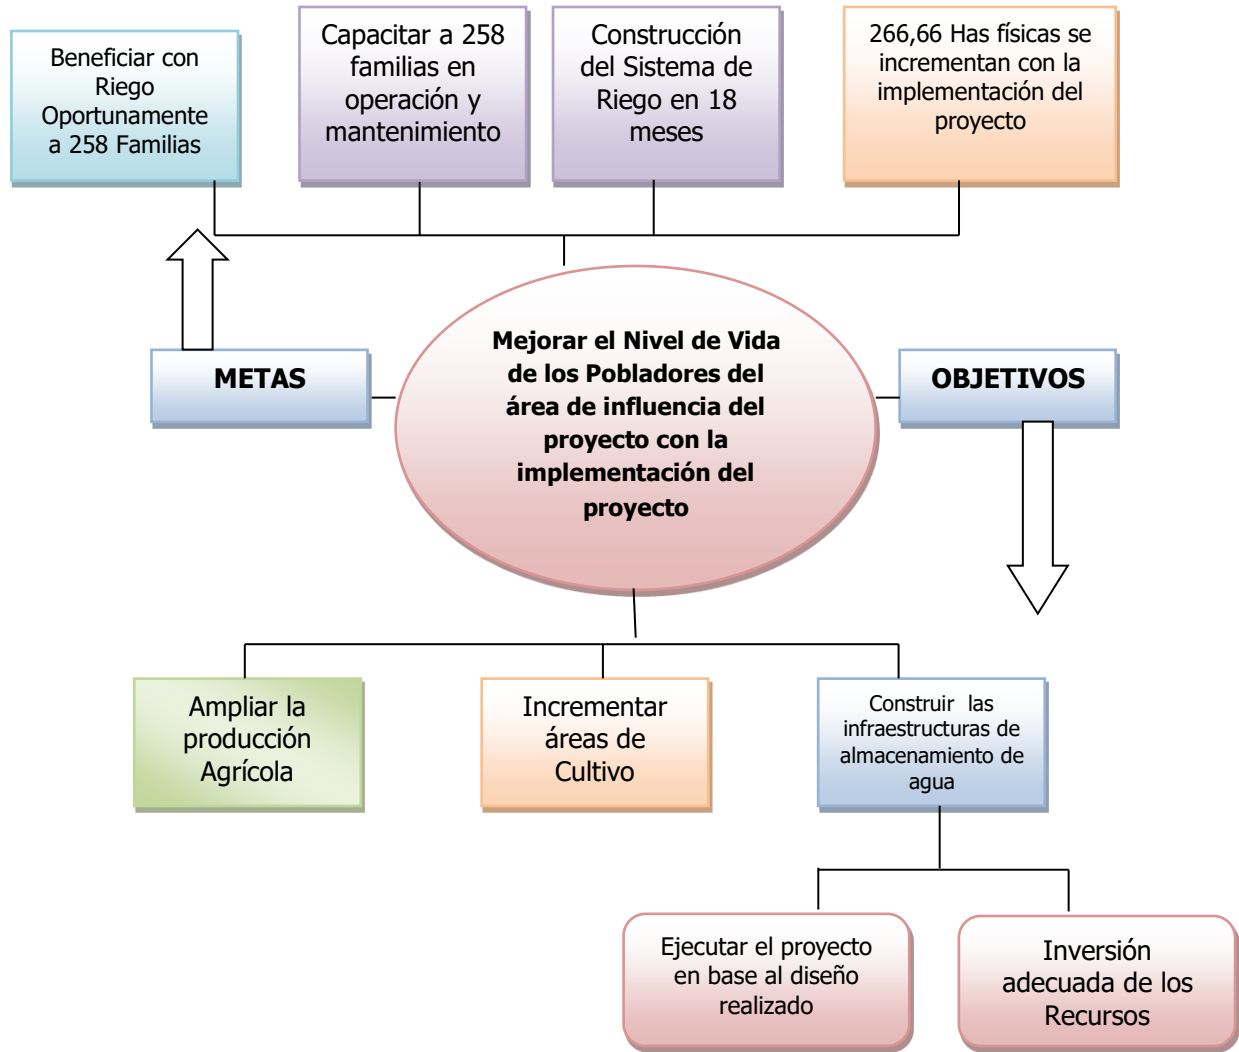 Beneficiar con
Riego
Oportunamente
a 258 Familias
Capacitar a 258
familias en
operación y
mantenimiento
Construcción
del Sistema de
Riego en 18
meses
266,66 Has físicas se
incrementan con la
implementación del
proyecto
METAS
Mejorar el Nivel de Vida
de los Pobladores del
área de influencia del
proyecto con la
implementación del
proyecto
OBJETIVOS
Ampliar la
producción
Agrícola
Incrementar
áreas de
Cultivo
Construir las
infraestructuras de
almacenamiento de
agua
Ejecutar el proyecto
en base al diseño
realizado
Inversión
adecuada de los
Recursos